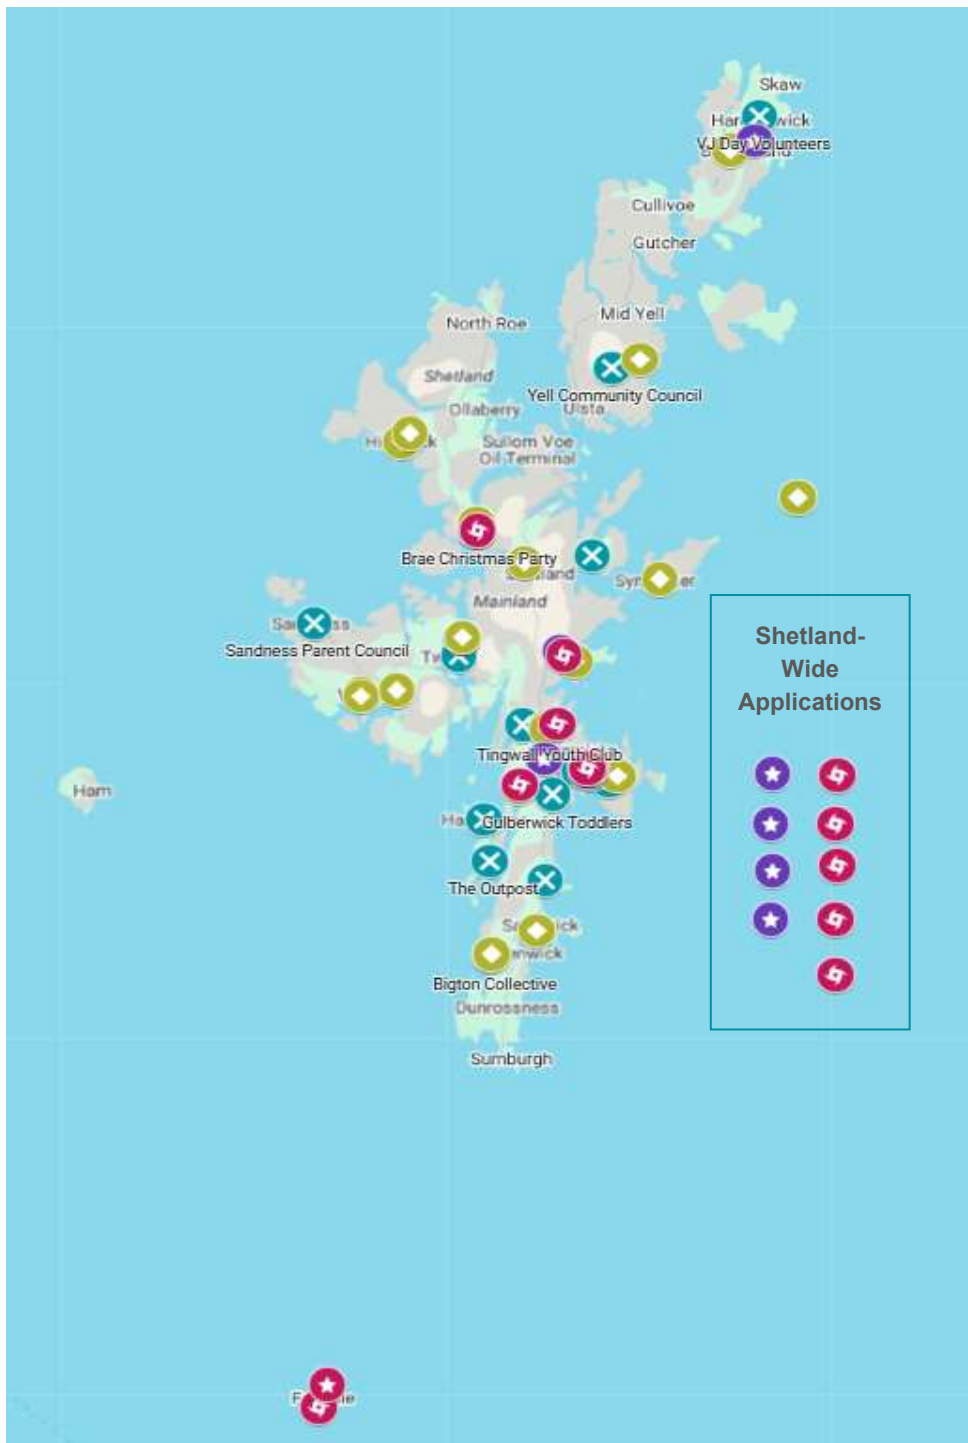 Skaw
VJ Day Volunteers
Cullivoe
Gutcher
Mid Yell
North Roe
Shetland
Yell Community Council
Ollaberry
Ulsta
Sullom Voe
Oil Terminal
Brae Christmas Party
Mainland
Sandness Parent Council
Shetland-
Wide
Applications
Tingwall Youth Club
Ham
Gulberwick Toddlers
The Outpost
Bigton Collective
Dunrossness
Sumburgh